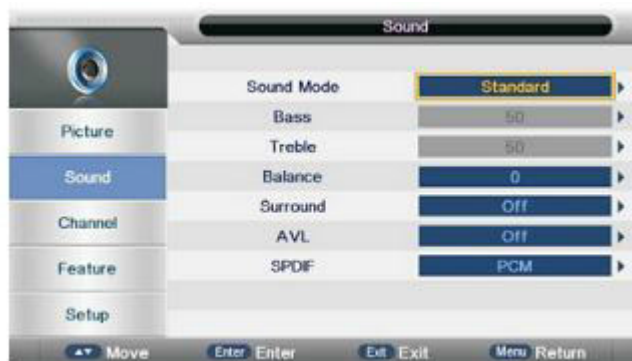 Sound
Sound Mode Standard
Bass 50
Treble 50
Balance 0
Surround Off
AVL Off
SPDIF PCM
Picture
Sound
Channel
Feature
Setup
Move Enter Enter Exit Exit Menu Return